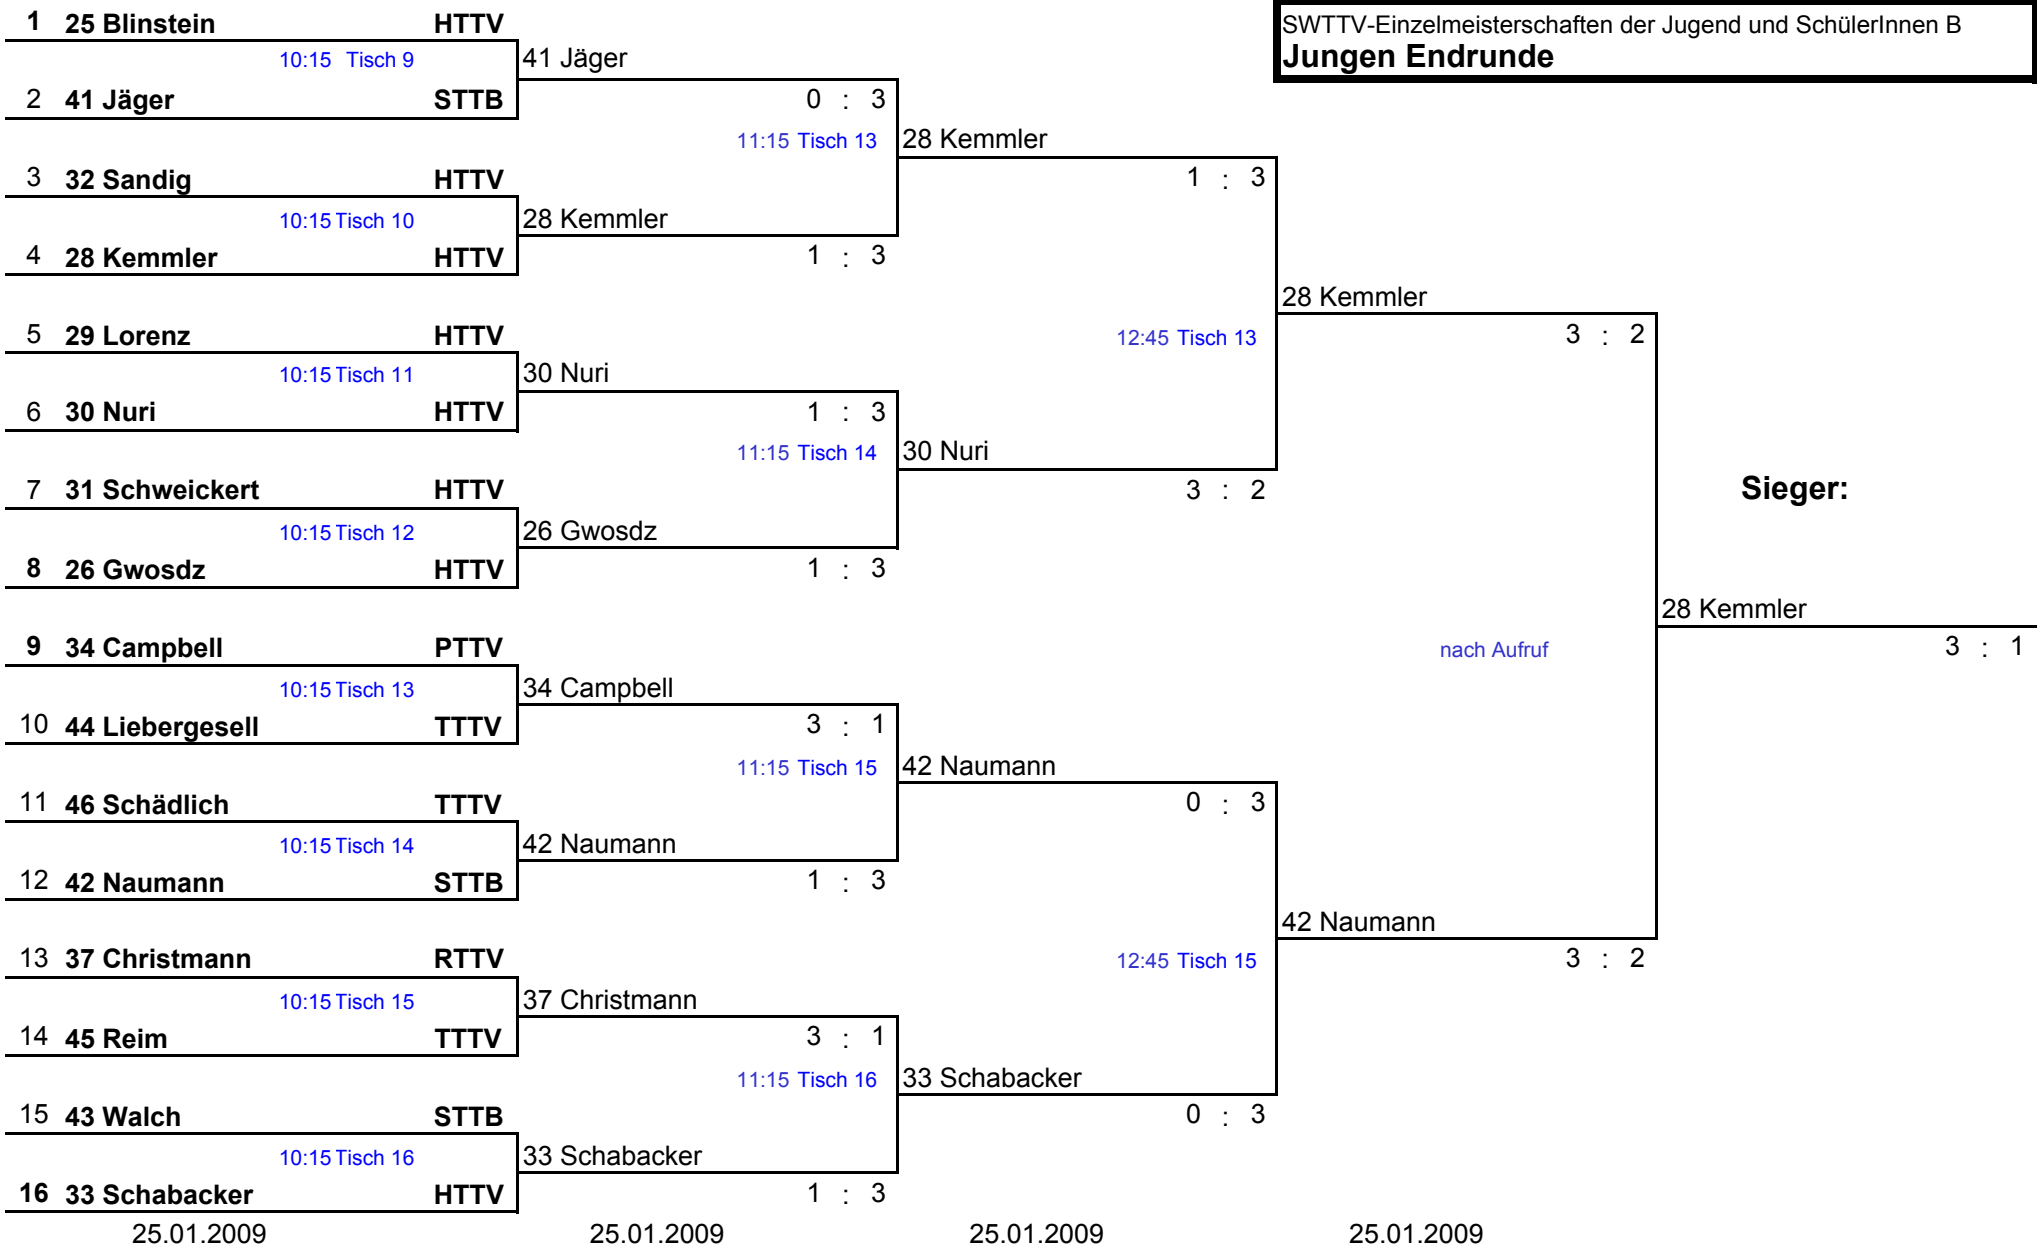 1 25 Blinstein HTTV
SWTTV-Einzelmeisterschaften der Jugend und SchülerInnen B
Jungen Endrunde
10:15 Tisch 9 41 Jäger
2 41 Jäger STTB 0 : 3
11:15 Tisch 13 28 Kemmler
3 32 Sandig HTTV 1 : 3
10:15 Tisch 10 28 Kemmler
4 28 Kemmler HTTV 1 : 3
28 Kemmler
5 29 Lorenz HTTV 12:45 Tisch 13 3 : 2
10:15 Tisch 11 30 Nuri
6 30 Nuri HTTV 1 : 3
11:15 Tisch 14 30 Nuri
7 31 Schweickert HTTV 3 : 2 Sieger:
10:15 Tisch 12 26 Gwosdz
8 26 Gwosdz HTTV 1 : 3
28 Kemmler
9 34 Campbell PTTV nach Aufruf 3 : 1
10:15 Tisch 13 34 Campbell
10 44 Liebergesell TTTV 3 : 1
11:15 Tisch 15 42 Naumann
11 46 Schädlich TTTV 0 : 3
10:15 Tisch 14 42 Naumann
12 42 Naumann STTB 1 : 3
42 Naumann
13 37 Christmann RTTV 12:45 Tisch 15 3 : 2
10:15 Tisch 15 37 Christmann
14 45 Reim TTTV 3 : 1
11:15 Tisch 16 33 Schabacker
15 43 Walch STTB 0 : 3
10:15 Tisch 16 33 Schabacker
16 33 Schabacker HTTV 1 : 3
25.01.2009 25.01.2009 25.01.2009 25.01.2009